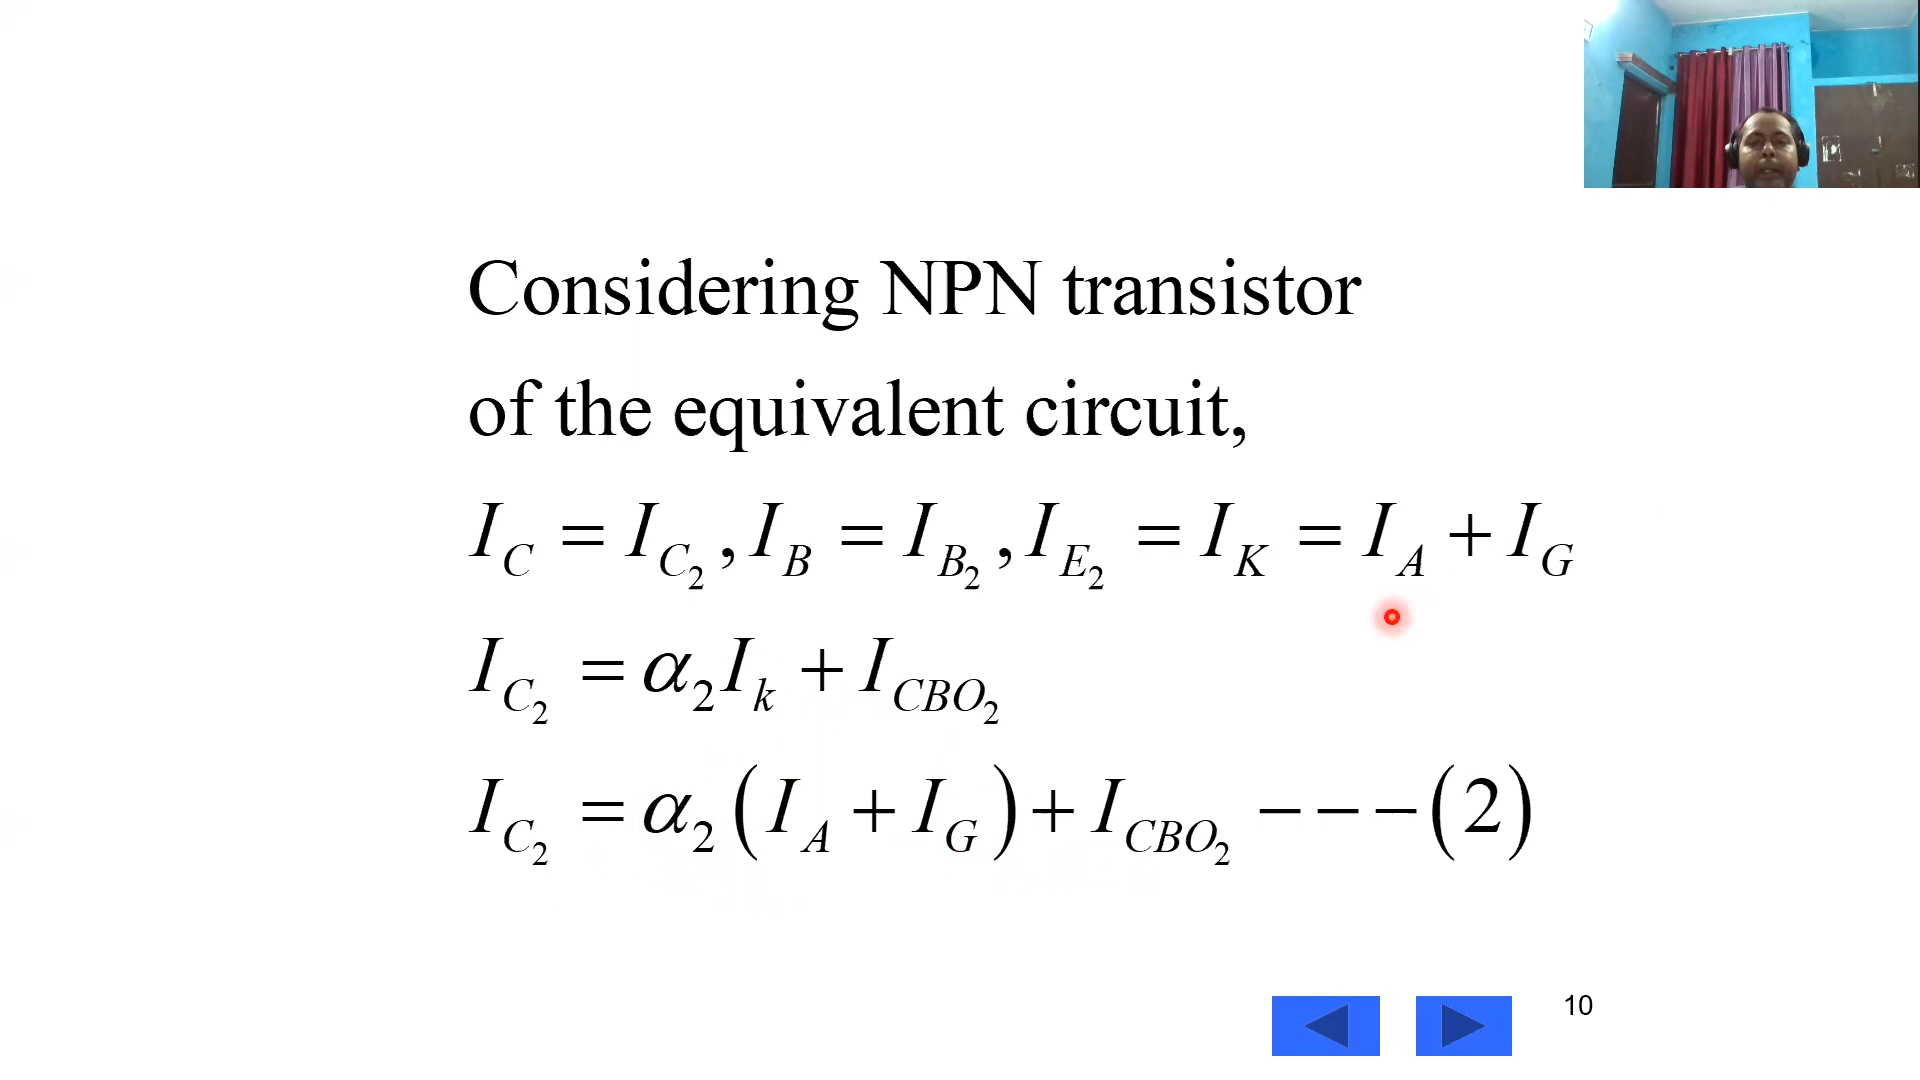 Considering NPN transistor
of the equivalent circuit,
I_C = I_{C_2}, I_B = I_{B_2}, I_{E_2} = I_K = I_A + I_G
I_{C_2} = α_2 I_k + I_{CBO_2}
I_{C_2} = α_2 (I_A + I_G) + I_{CBO_2} - - - (2)
10